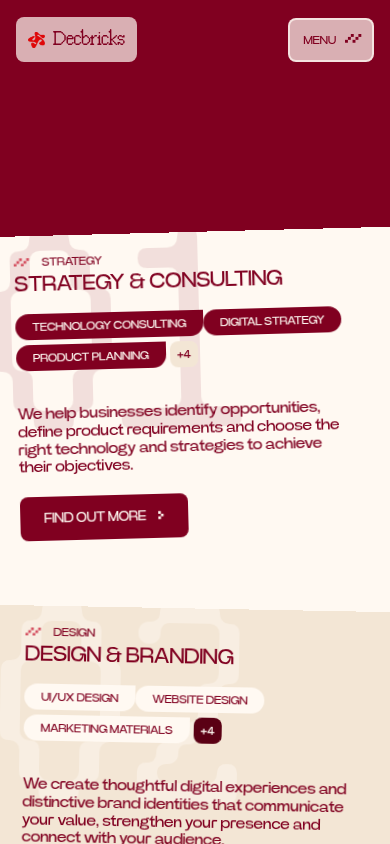 Decbricks
MENU
01
STRATEGY
STRATEGY & CONSULTING
TECHNOLOGY CONSULTING
DIGITAL STRATEGY
PRODUCT PLANNING
+4
We help businesses identify opportunities,
define product requirements and choose the
right technology and strategies to achieve
their objectives.
FIND OUT MORE
DESIGN
DESIGN & BRANDING
UI/UX DESIGN
WEBSITE DESIGN
MARKETING MATERIALS
+4
We create thoughtful digital experiences and
distinctive brand identities that communicate
your value, strengthen your presence and
connect with your audience.